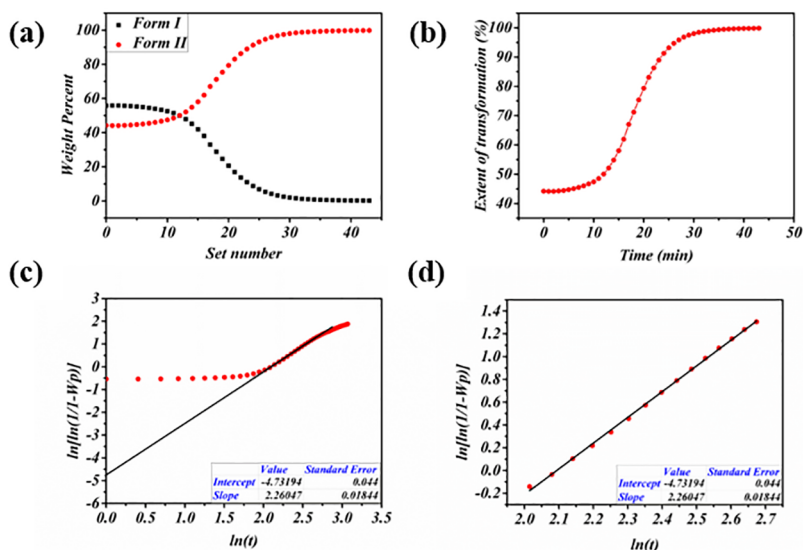 (a)
Form I
Form II
Weight Percent
100
80
60
40
20
0
0 10 20 30 40
Set number
(b)
Extent of transformation (%)
100
90
80
70
60
50
40
0 10 20 30 40 50
Time (min)
(c)
ln[ln(1/1-Wp)]
3
2
1
0
-1
-2
-3
-4
-5
-6
Value Standard Error
Intercept -4.73194 0.044
Slope 2.26047 0.01844
0.0 0.5 1.0 1.5 2.0 2.5 3.0 3.5
ln(t)
(d)
ln[ln(1/1-Wp)]
1.4
1.2
1.0
0.8
0.6
0.4
0.2
0.0
-0.2
Value Standard Error
Intercept -4.73194 0.044
Slope 2.26047 0.01844
2.0 2.1 2.2 2.3 2.4 2.5 2.6 2.7
ln(t)